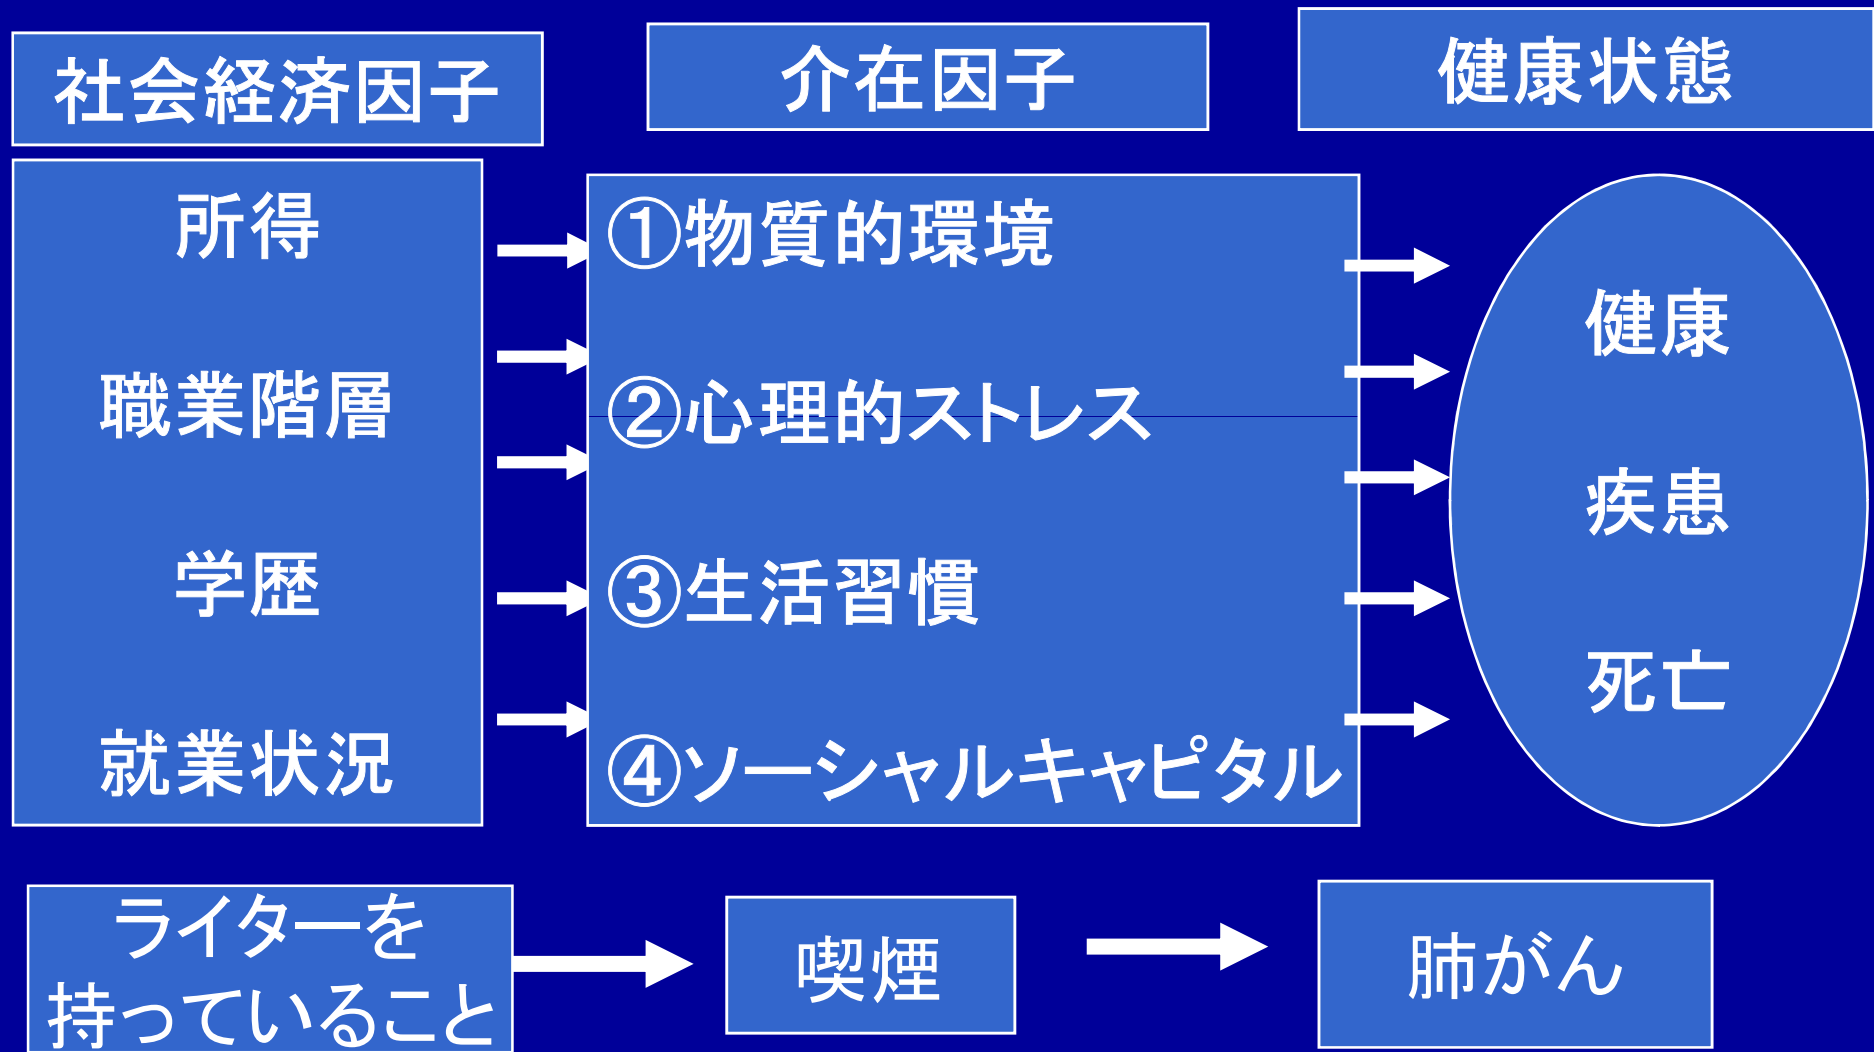 社会経済因子
介在因子
健康状態
所得
職業階層
学歴
就業状況
①物質的環境
②心理的ストレス
③生活習慣
④ソーシャルキャピタル
健康
疾患
死亡
ライターを
持っていること
喫煙
肺がん